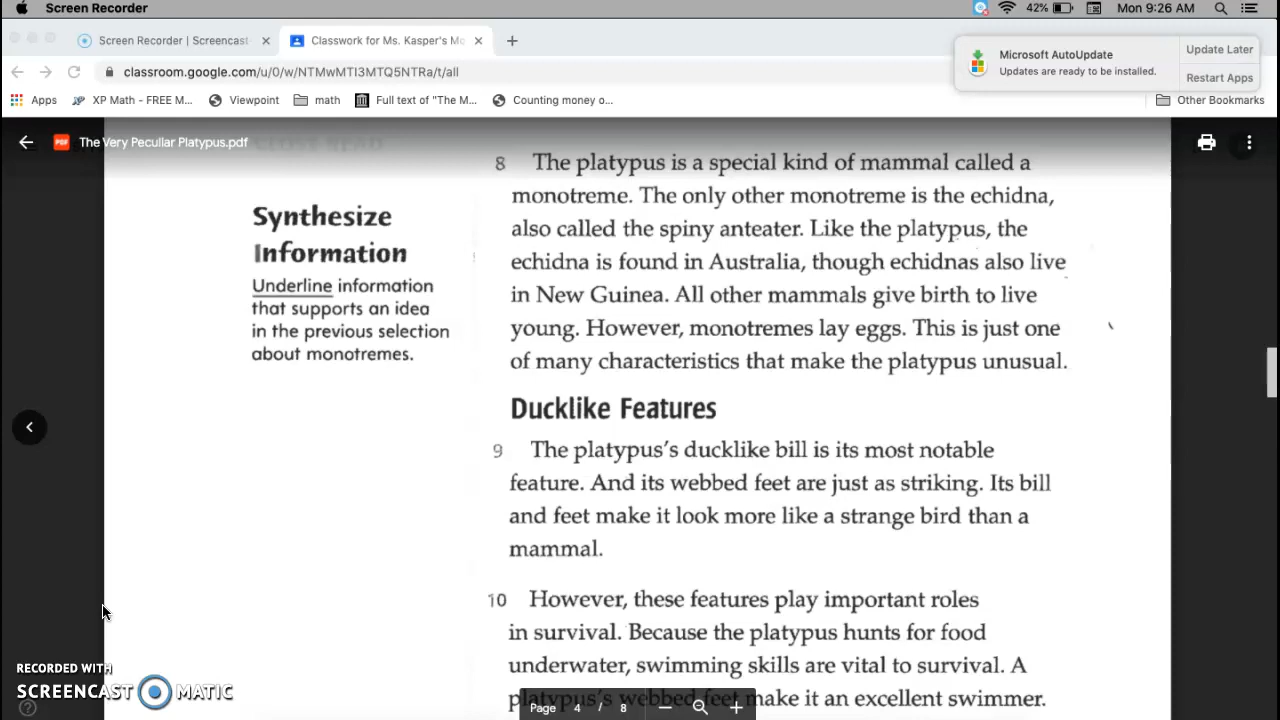 Screen Recorder
42%
Mon 9:26 AM
Screen Recorder | Screencast-
Classwork for Ms. Kasper's Mo
classroom.google.com/u/0/w/NTMwMTI3MTQ5NTRa/t/all
Microsoft AutoUpdate
Updates are ready to be installed.
Update Later
Restart Apps
Apps
XP Math - FREE M...
Viewpoint
math
Full text of "The M...
Counting money o...
Other Bookmarks
PDF
The Very Peculiar Platypus.pdf
CLOSE READ
Synthesize
Information
Underline information
that supports an idea
in the previous selection
about monotremes.
8 The platypus is a special kind of mammal called a
monotreme. The only other monotreme is the echidna,
also called the spiny anteater. Like the platypus, the
echidna is found in Australia, though echidnas also live
in New Guinea. All other mammals give birth to live
young. However, monotremes lay eggs. This is just one
of many characteristics that make the platypus unusual.
Ducklike Features
9 The platypus's ducklike bill is its most notable
feature. And its webbed feet are just as striking. Its bill
and feet make it look more like a strange bird than a
mammal.
10 However, these features play important roles
in survival. Because the platypus hunts for food
underwater, swimming skills are vital to survival. A
platypus's webbed feet make it an excellent swimmer.
Page 4 / 8
RECORDED WITH
SCREENCAST MATIC